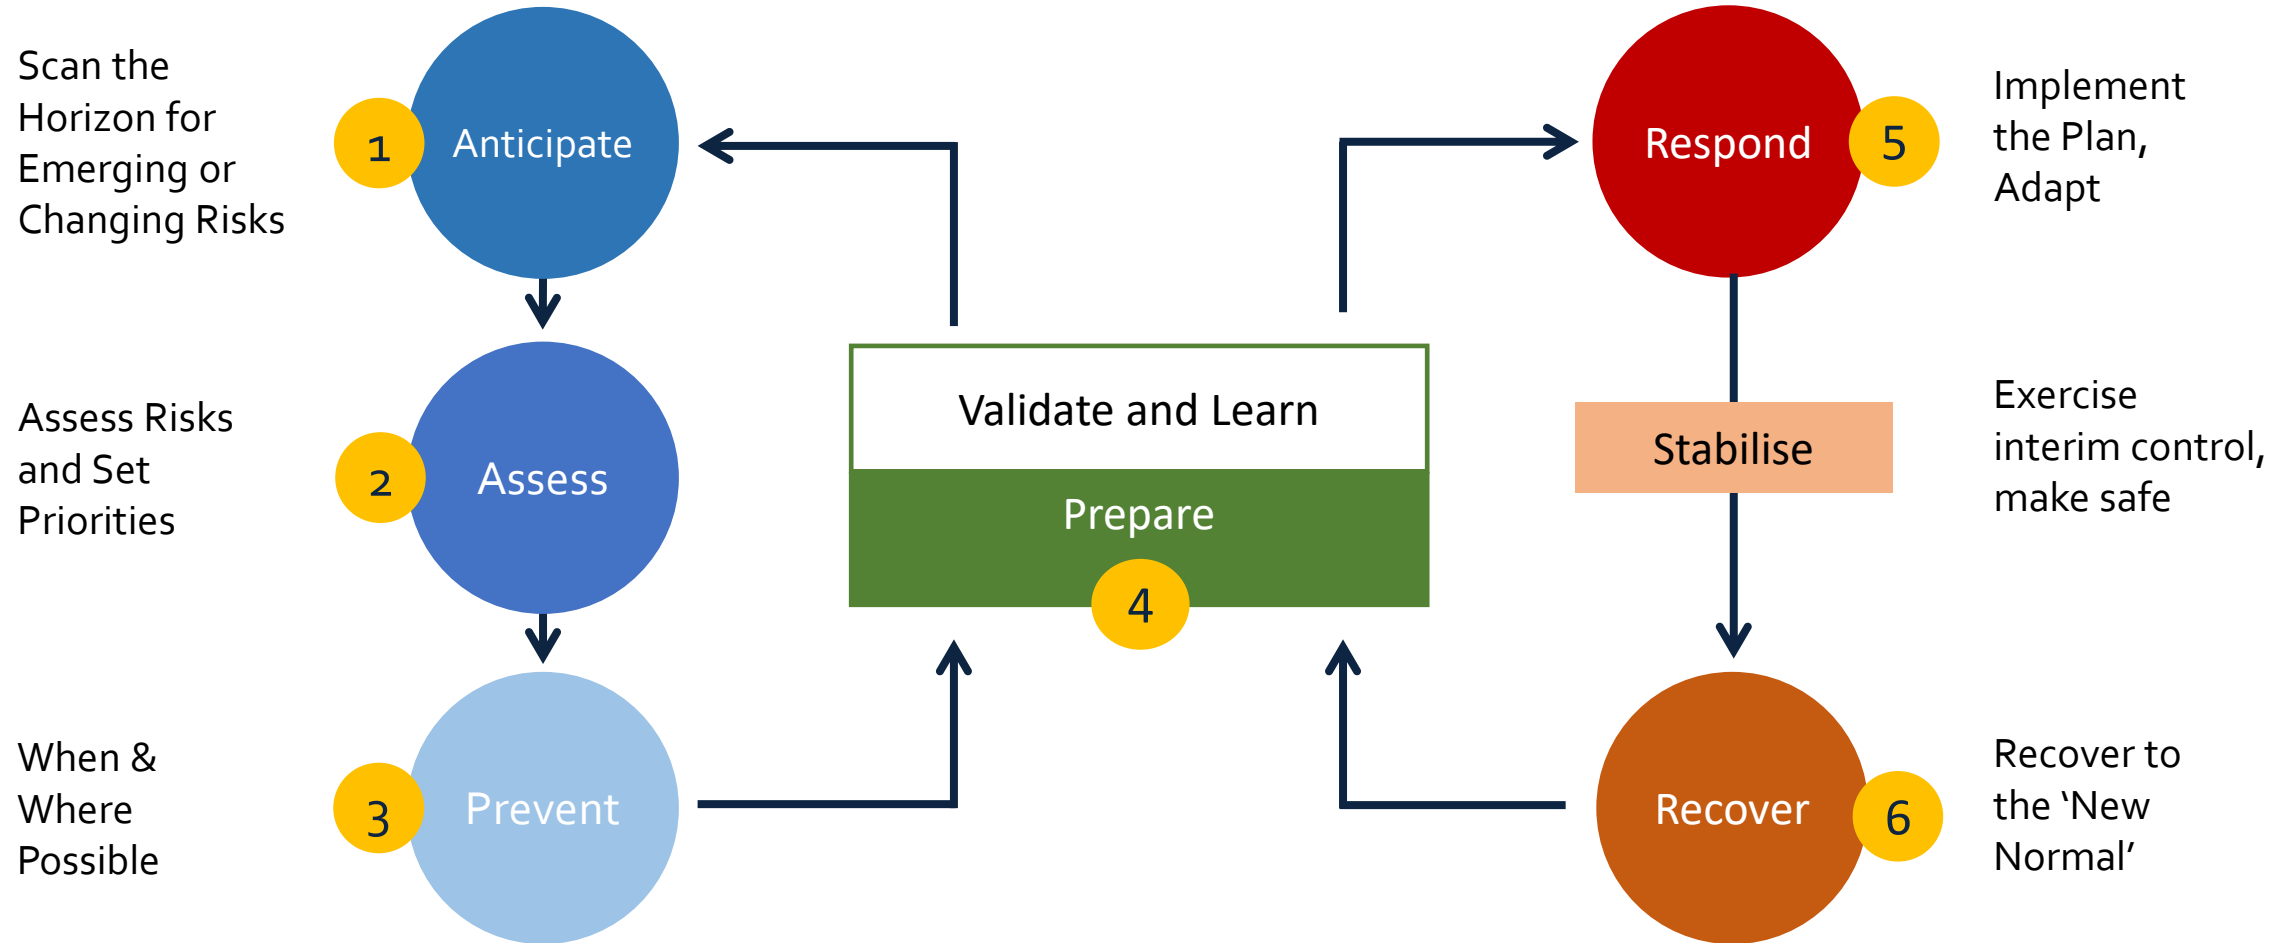 Scan the
Horizon for
Emerging or
Changing Risks
1
Anticipate
Assess Risks
and Set
Priorities
2
Assess
When &
Where
Possible
3
Prevent
Validate and Learn
Prepare
4
Respond
5
Implement
the Plan,
Adapt
Stabilise
Exercise
interim control,
make safe
Recover
6
Recover to
the ‘New
Normal’